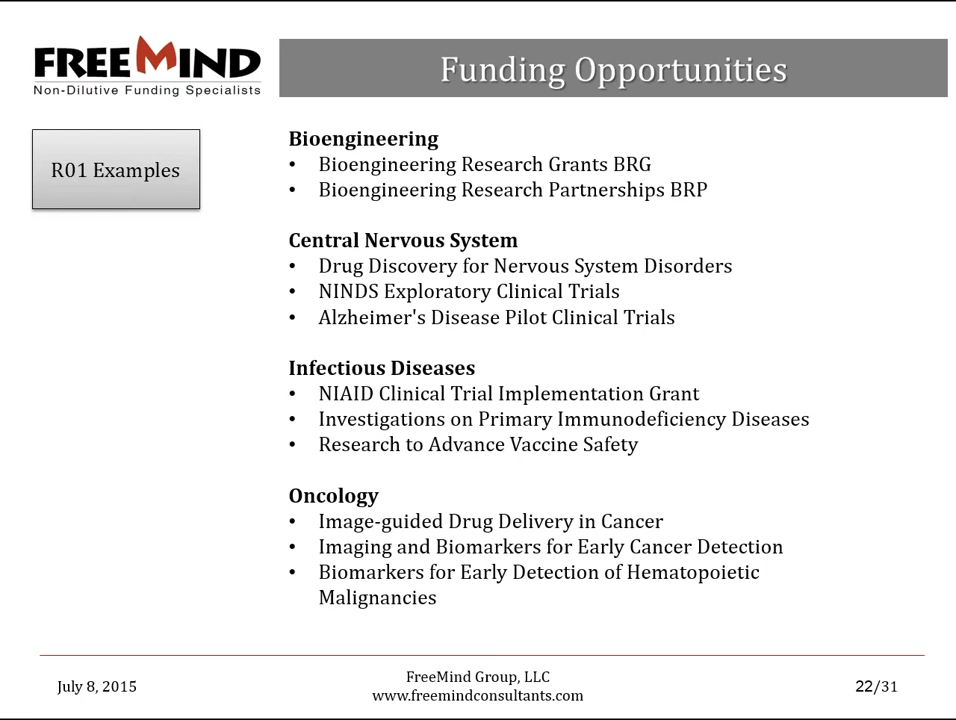 FREEMIND
Non-Dilutive Funding Specialists
Funding Opportunities
R01 Examples
Bioengineering
• Bioengineering Research Grants BRG
• Bioengineering Research Partnerships BRP
Central Nervous System
• Drug Discovery for Nervous System Disorders
• NINDS Exploratory Clinical Trials
• Alzheimer's Disease Pilot Clinical Trials
Infectious Diseases
• NIAID Clinical Trial Implementation Grant
• Investigations on Primary Immunodeficiency Diseases
• Research to Advance Vaccine Safety
Oncology
• Image-guided Drug Delivery in Cancer
• Imaging and Biomarkers for Early Cancer Detection
• Biomarkers for Early Detection of Hematopoietic
Malignancies
July 8, 2015
FreeMind Group, LLC
www.freemindconsultants.com
22/31